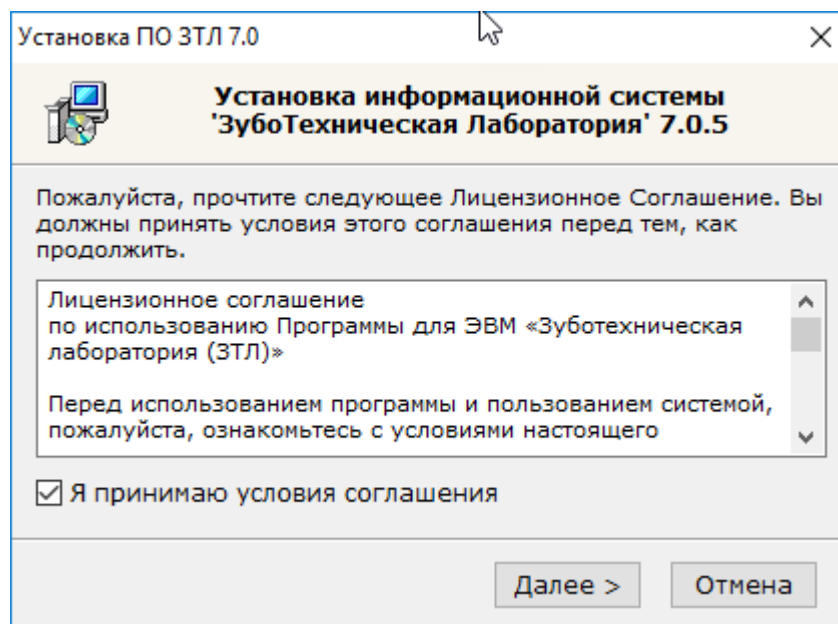 Установка ПО ЗТЛ 7.0
Установка информационной системы
'ЗубоТехническая Лаборатория' 7.0.5
Пожалуйста, прочтите следующее Лицензионное Соглашение. Вы
должны принять условия этого соглашения перед тем, как
продолжить.
Лицензионное соглашение
по использованию Программы для ЭВМ «Зуботехническая
лаборатория (ЗТЛ)»
Перед использованием программы и пользованием системой,
пожалуйста, ознакомьтесь с условиями настоящего
Я принимаю условия соглашения
Далее >
Отмена